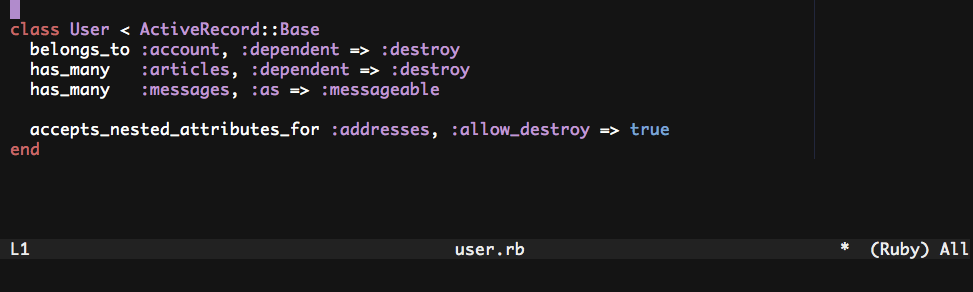 class User < ActiveRecord::Base
  belongs_to :account, :dependent => :destroy
  has_many   :articles, :dependent => :destroy
  has_many   :messages, :as => :messageable

  accepts_nested_attributes_for :addresses, :allow_destroy => true
end
L1 user.rb * (Ruby) All